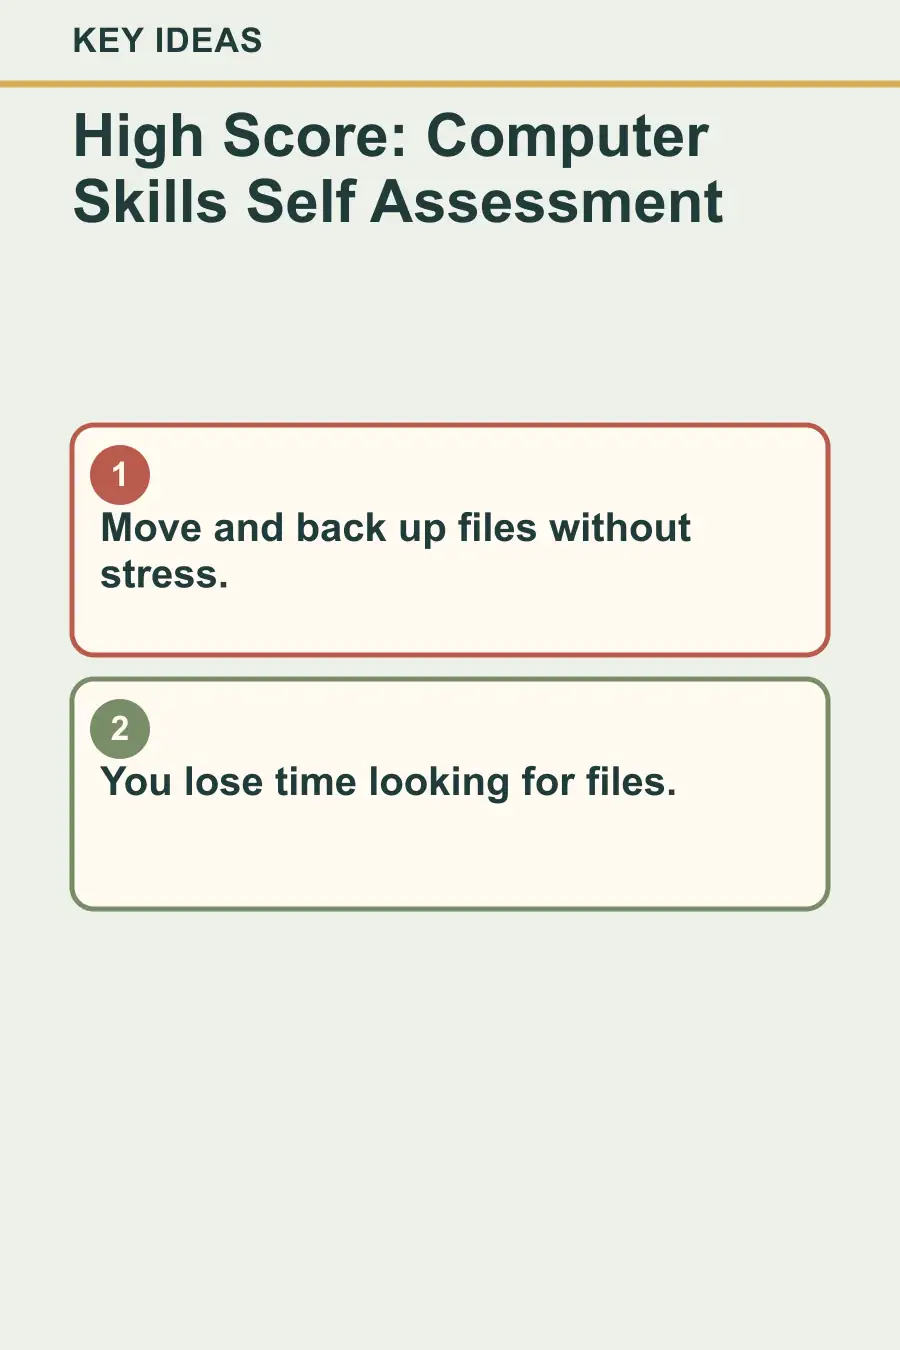 KEY IDEAS
High Score: Computer
Skills Self Assessment
1
Move and back up files without
stress.
2
You lose time looking for files.